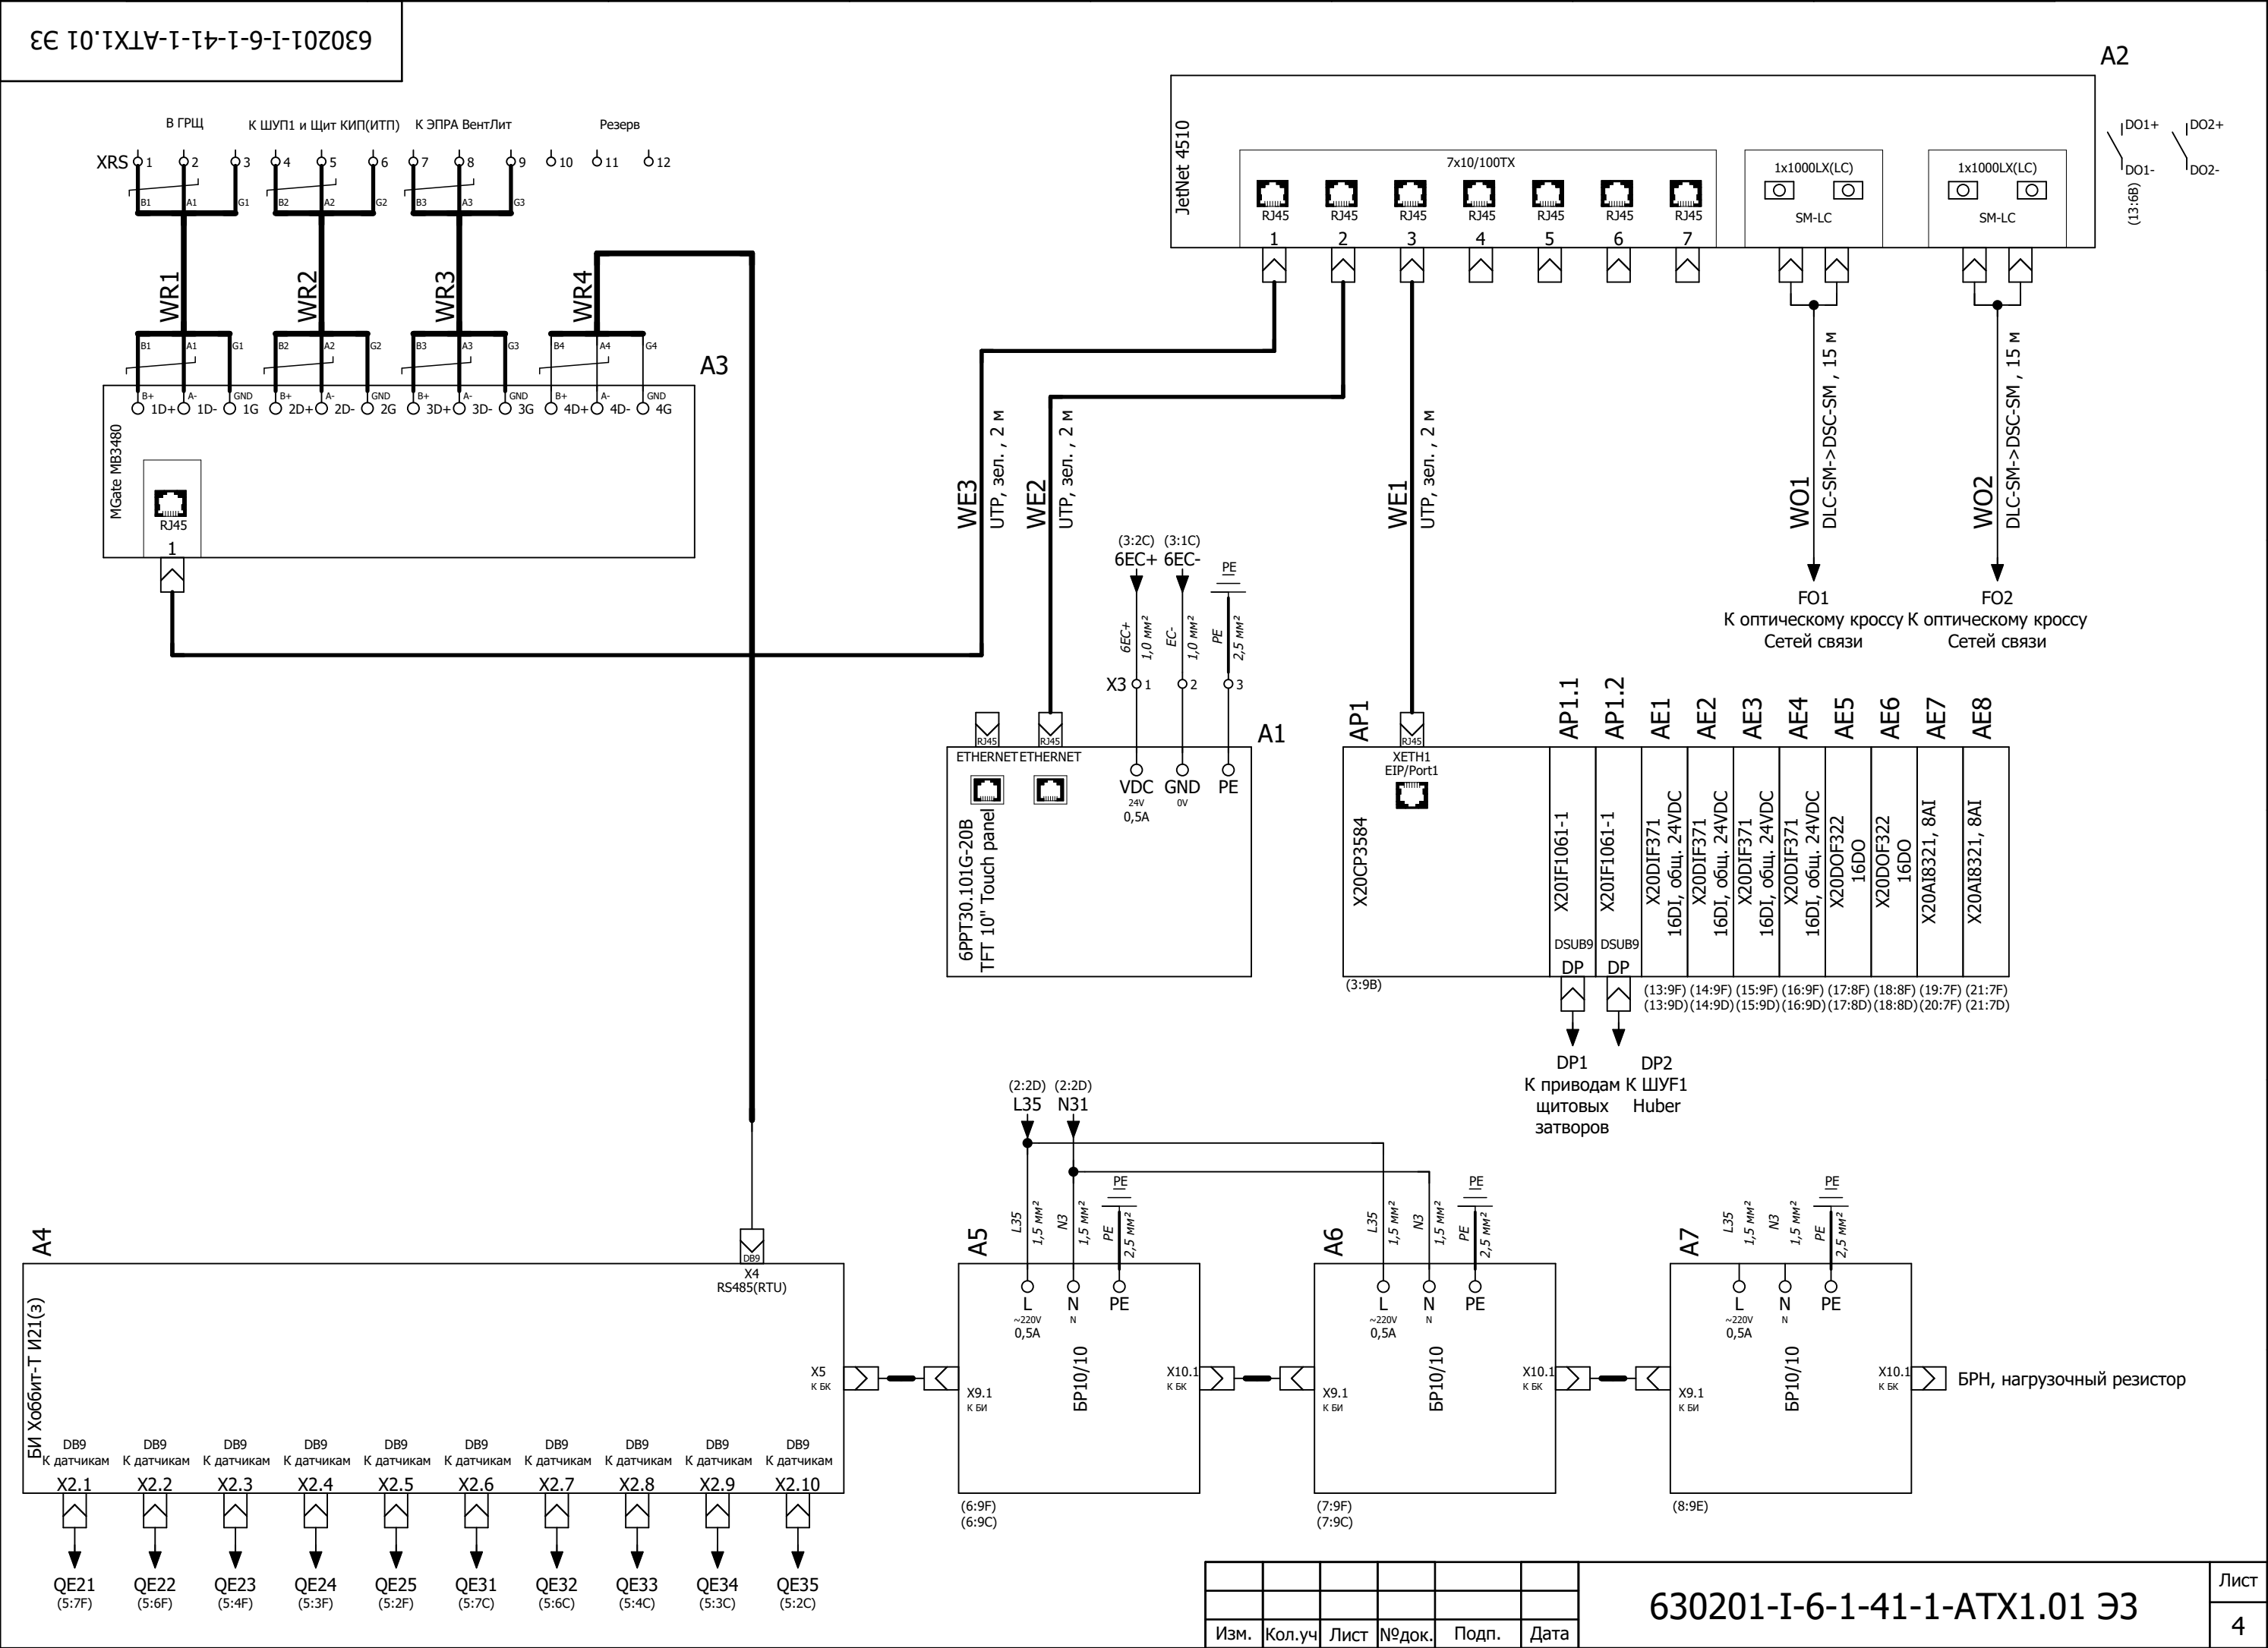 630201-I-6-1-41-1-АТХ1.01 ЭЗ
A2
В ГРЩ
К ШУП1 и Щит КИП(ИТП)
К ЭПРА ВентЛит
Резерв
XRS 1 2 3 4 5 6 7 8 9 10 11 12
B1 A1 G1 B2 A2 G2 B3 A3 G3
WR1
WR2
WR3
WR4
B1 A1 G1 B2 A2 G2 B3 A3 G3 B4 A4 G4
A3
B+ A- GND B+ A- GND B+ A- GND B+ A- GND
1D+ 1D- 1G 2D+ 2D- 2G 3D+ 3D- 3G 4D+ 4D- 4G
MGate MB3480
RJ45
1
JetNet 4510
7x10/100TX
RJ45 RJ45 RJ45 RJ45 RJ45 RJ45 RJ45
1 2 3 4 5 6 7
1x1000LX(LC)
SM-LC
1x1000LX(LC)
SM-LC
DO1+ DO2+
DO1- DO2-
(13:6B)
WE3
UTP, зел. , 2 м
WE2
UTP, зел. , 2 м
WE1
UTP, зел. , 2 м
WO1
DLC-SM->DSC-SM , 15 м
WO2
DLC-SM->DSC-SM , 15 м
FO1
К оптическому кроссу
Сетей связи
FO2
К оптическому кроссу
Сетей связи
(3:2C) (3:1C)
6EC+ 6EC-
PE
6EC+
1,0 мм²
EC-
1,0 мм²
PE
2,5 мм²
X3 1 2 3
A1
RJ45 RJ45
ETHERNET ETHERNET
VDC GND PE
24V 0V
0,5A
6PPT30.101G-20B
TFT 10" Touch panel
AP1
RJ45
XETH1
EIP/Port1
X20CP3584
(3:9B)
AP1.1
AP1.2
AE1
AE2
AE3
AE4
AE5
AE6
AE7
AE8
X20IF1061-1
X20IF1061-1
X20DIF371
16DI, общ. 24VDC
X20DIF371
16DI, общ. 24VDC
X20DIF371
16DI, общ. 24VDC
X20DIF371
16DI, общ. 24VDC
X20DOF322
16DO
X20DOF322
16DO
X20AI8321, 8AI
X20AI8321, 8AI
DSUB9 DSUB9
DP DP
(13:9F) (14:9F) (15:9F) (16:9F) (17:8F) (18:8F) (19:7F) (21:7F)
(13:9D) (14:9D) (15:9D) (16:9D) (17:8D) (18:8D) (20:7F) (21:7D)
DP1
К приводам
щитовых
затворов
DP2
К ШУF1
Huber
(2:2D) (2:2D)
L35 N31
A4
БИ Хоббит-Т И21(з)
DB9
X4
RS485(RTU)
X5
К БК
DB9 DB9 DB9 DB9 DB9 DB9 DB9 DB9 DB9 DB9
К датчикам К датчикам К датчикам К датчикам К датчикам К датчикам К датчикам К датчикам К датчикам К датчикам
X2.1 X2.2 X2.3 X2.4 X2.5 X2.6 X2.7 X2.8 X2.9 X2.10
QE21 QE22 QE23 QE24 QE25 QE31 QE32 QE33 QE34 QE35
(5:7F) (5:6F) (5:4F) (5:3F) (5:2F) (5:7C) (5:6C) (5:4C) (5:3C) (5:2C)
A5
L35
1,5 мм²
N3
1,5 мм²
PE
PE
2,5 мм²
L N PE
~220V N
0,5A
БР10/10
X9.1
К БИ
X10.1
К БК
(6:9F)
(6:9C)
A6
L35
1,5 мм²
N3
1,5 мм²
PE
PE
2,5 мм²
L N PE
~220V N
0,5A
БР10/10
X9.1
К БИ
X10.1
К БК
(7:9F)
(7:9C)
A7
L35
1,5 мм²
N3
1,5 мм²
PE
PE
2,5 мм²
L N PE
~220V N
0,5A
БР10/10
X9.1
К БИ
X10.1
К БК
(8:9E)
БРН, нагрузочный резистор
Изм. Кол.уч Лист №док. Подп. Дата
630201-I-6-1-41-1-АТХ1.01 ЭЗ
Лист
4